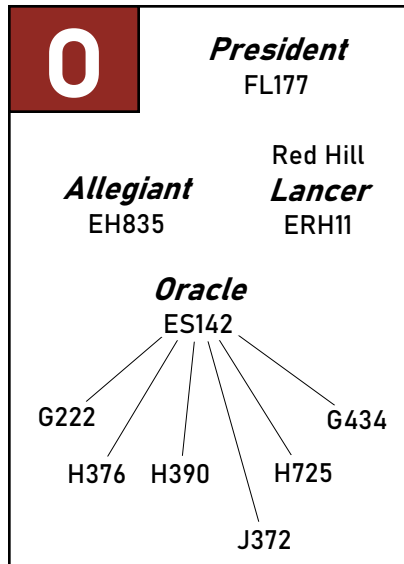 O
President
FL177
Allegiant
EH835
Red Hill
Lancer
ERH11
Oracle
ES142
G222
G434
H376
H390
H725
J372